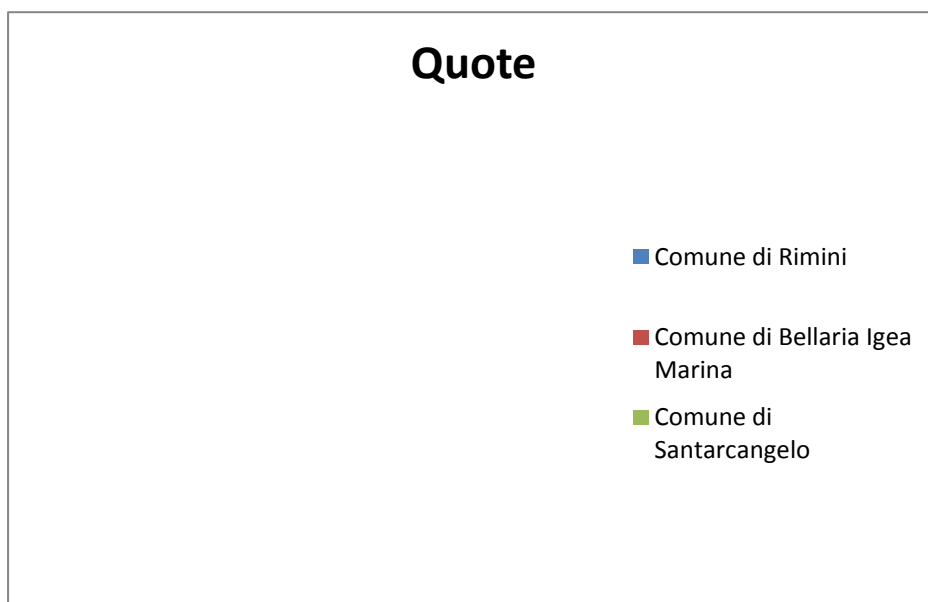 Quote
Comune di Rimini
Comune di Bellaria Igea
Marina
Comune di
Santarcangelo